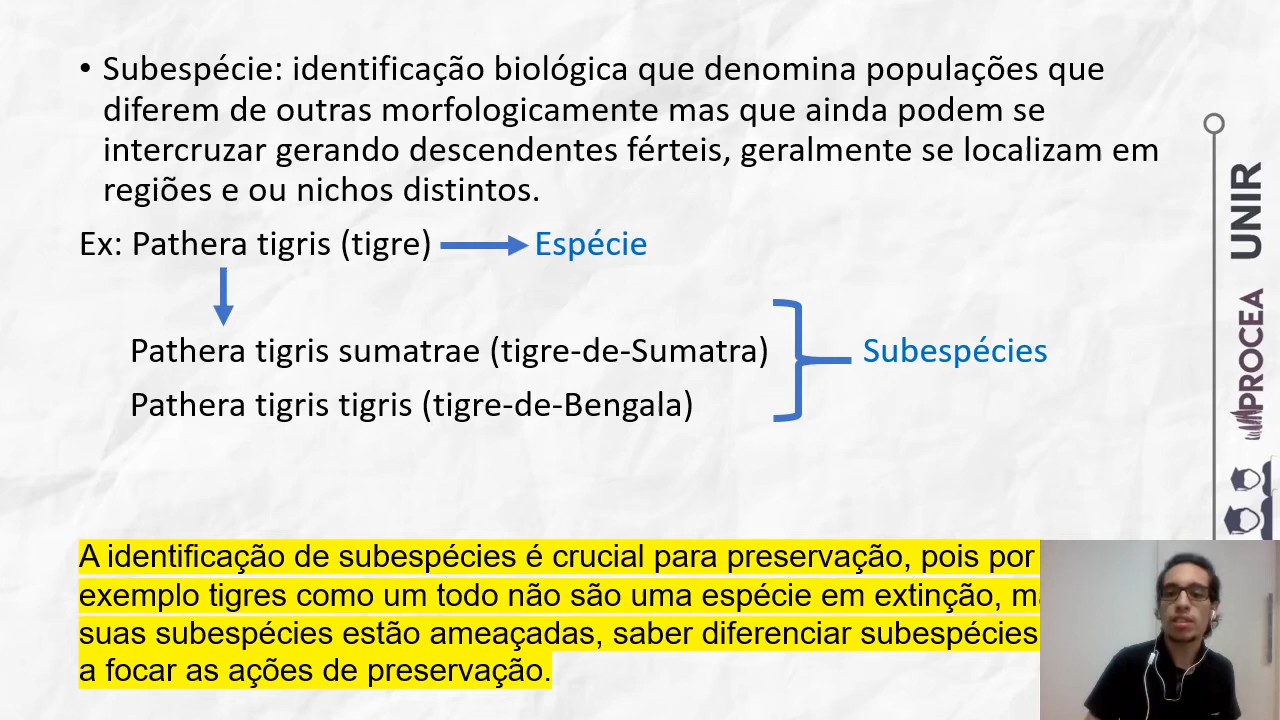 • Subespécie: identificação biológica que denomina populações que
diferem de outras morfologicamente mas que ainda podem se
intercruzar gerando descendentes férteis, geralmente se localizam em
regiões e ou nichos distintos.
Ex: Pathera tigris (tigre)
Espécie
Pathera tigris sumatrae (tigre-de-Sumatra)
Subespécies
Pathera tigris tigris (tigre-de-Bengala)
A identificação de subespécies é crucial para preservação, pois por
exemplo tigres como um todo não são uma espécie em extinção,
suas subespécies estão ameaçadas, saber diferenciar subespécies
a focar as ações de preservação.
UNIR
PROCEA